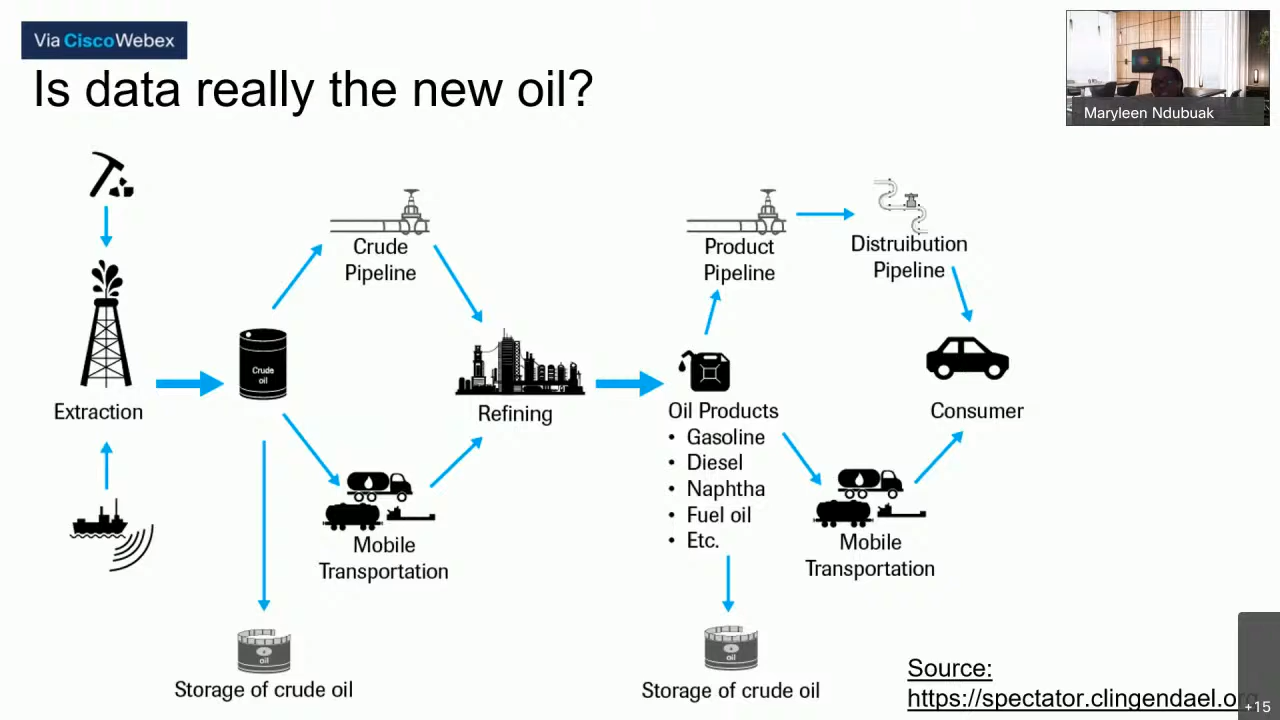 Via CiscoWebex
Is data really the new oil?
Maryleen Ndubuak
Crude
Pipeline
Product
Pipeline
Distruibution
Pipeline
Crude
oil
Extraction
Refining
Oil Products
• Gasoline
• Diesel
• Naphtha
• Fuel oil
• Etc.
Consumer
Mobile
Transportation
Mobile
Transportation
oil
Storage of crude oil
oil
Storage of crude oil
Source:
https://spectator.clingendael.org
+15